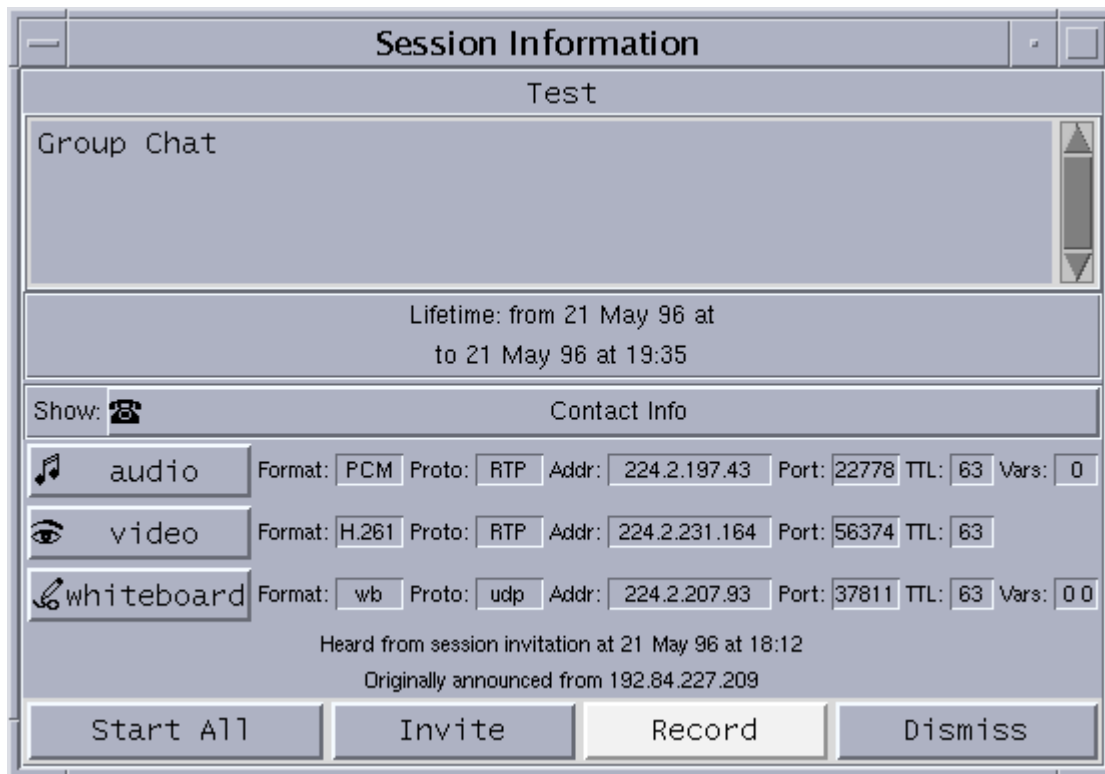 Session Information
Test
Group Chat
Lifetime: from 21 May 96 at
to 21 May 96 at 19:35
Show: Contact Info
audio Format: PCM Proto: RTP Addr: 224.2.197.43 Port: 22778 TTL: 63 Vars: 0
video Format: H.261 Proto: RTP Addr: 224.2.231.164 Port: 56374 TTL: 63
whiteboard Format: wb Proto: udp Addr: 224.2.207.93 Port: 37811 TTL: 63 Vars: 0 0
Heard from session invitation at 21 May 96 at 18:12
Originally announced from 192.84.227.209
Start All Invite Record Dismiss